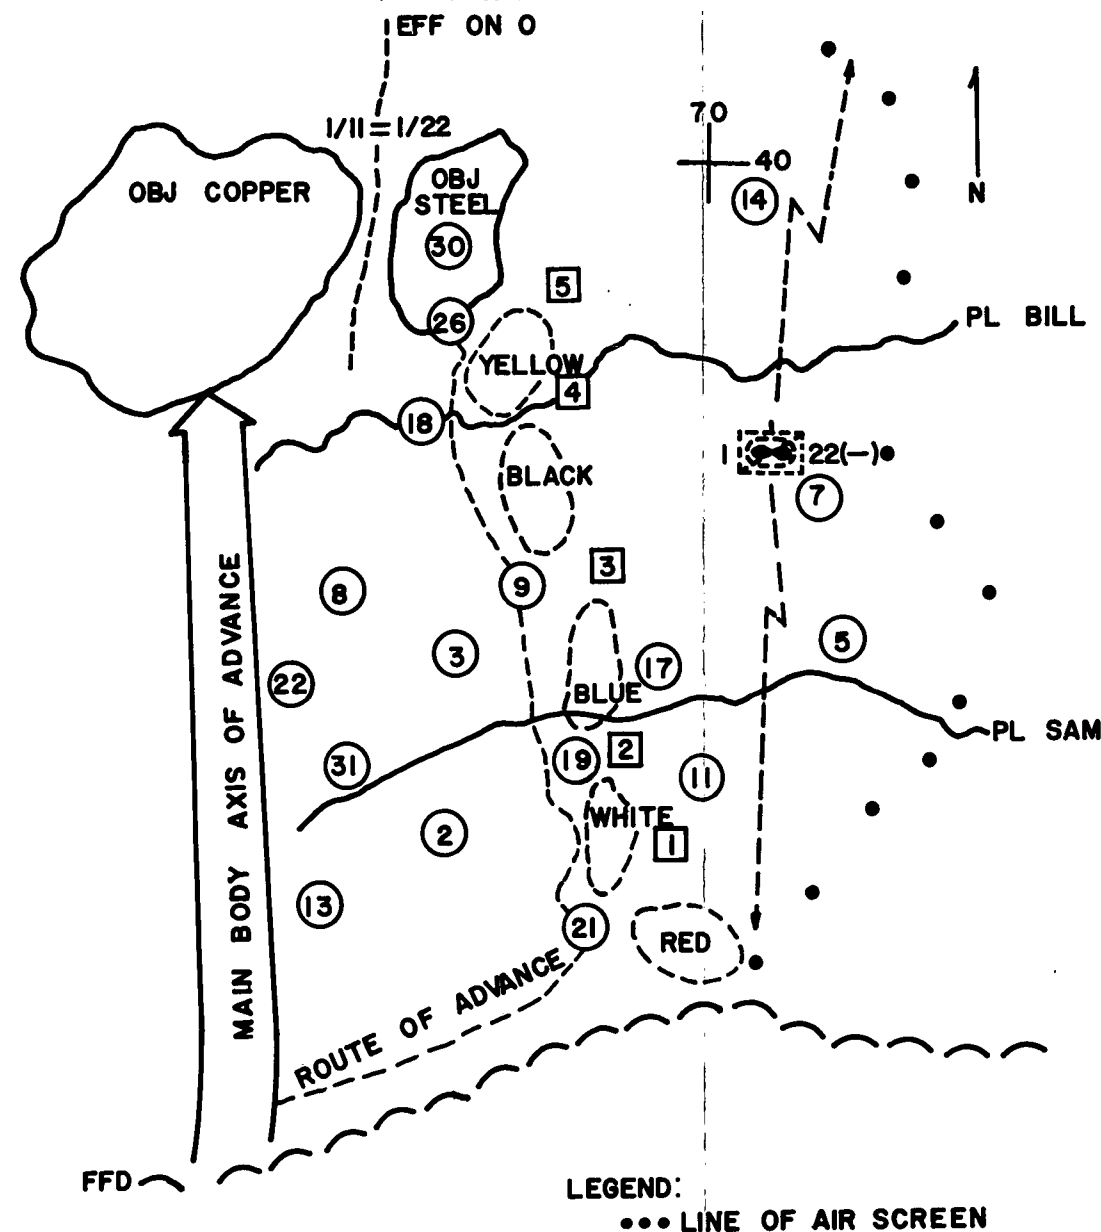 EFF ON O
1/11 = 1/22
70
40
N
OBJ COPPER
OBJ
STEEL
14
30
5
26
PL BILL
YELLOW
4
18
1 22(—)
BLACK
7
3
9
8
5
3
17
22
BLUE
PL SAM
2
19
31
11
WHITE
2
1
13
21
RED
MAIN BODY AXIS OF ADVANCE
ROUTE OF ADVANCE
FFD
LEGEND:
••• LINE OF AIR SCREEN